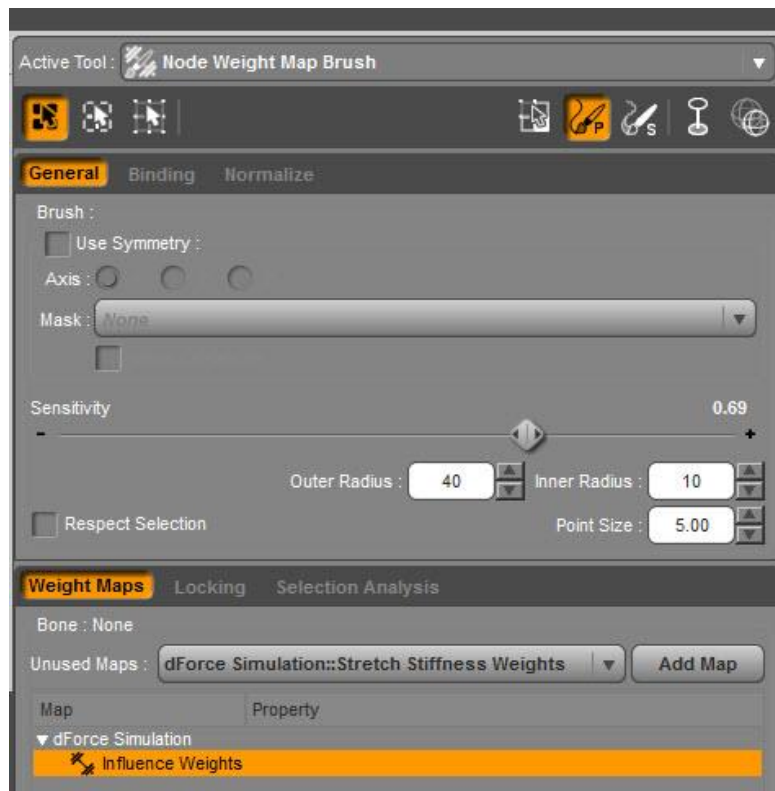 Active Tool : Node Weight Map Brush
P S
General Binding Normalize
Brush :
Use Symmetry :
Axis :
Mask : None
Sensitivity 0.69
- +
Outer Radius : 40 Inner Radius : 10
Respect Selection Point Size : 5.00
Weight Maps Locking Selection Analysis
Bone : None
Unused Maps : dForce Simulation::Stretch Stiffness Weights Add Map
Map Property
dForce Simulation
Influence Weights